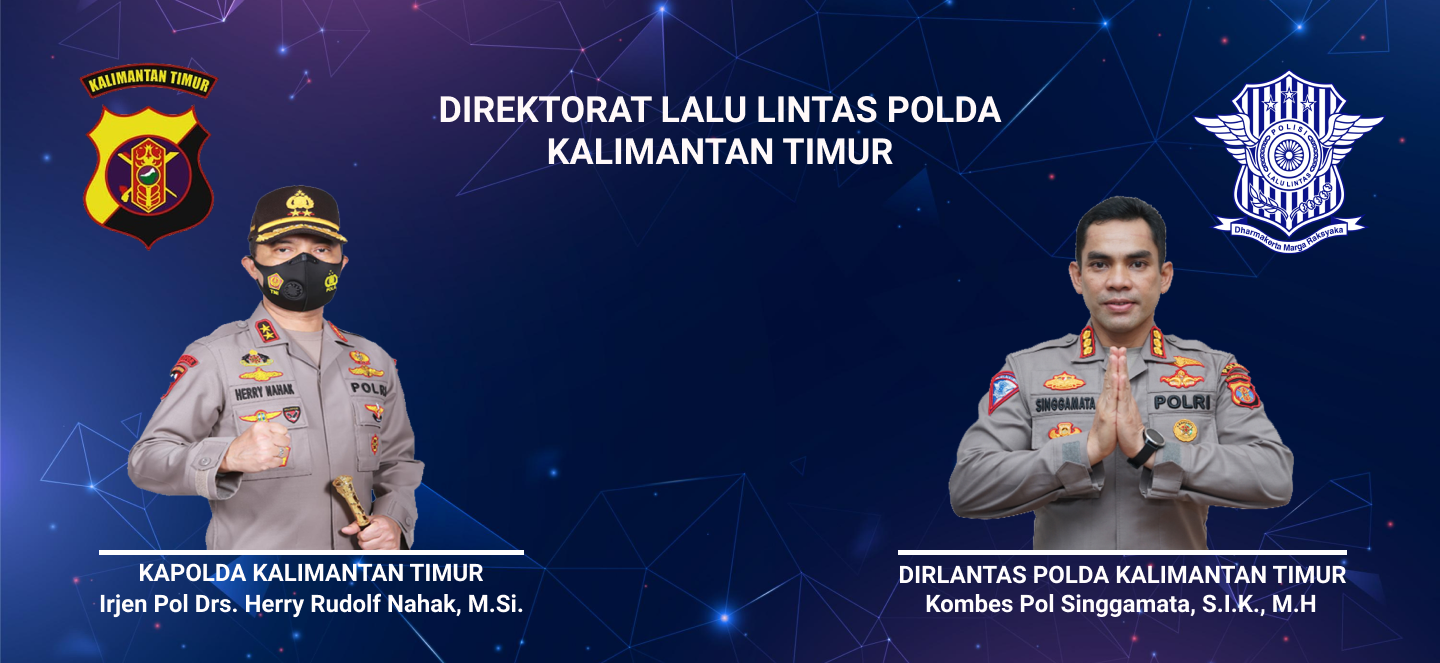 KALIMANTAN TIMUR
DIREKTORAT LALU LINTAS POLDA
KALIMANTAN TIMUR
POLISI
LALU LINTAS
Dharmakerta Marga Raksyaka
HERRY NAHAK
POLRI
SINGGAMATA
POLRI
KAPOLDA KALIMANTAN TIMUR
Irjen Pol Drs. Herry Rudolf Nahak, M.Si.
DIRLANTAS POLDA KALIMANTAN TIMUR
Kombes Pol Singgamata, S.I.K., M.H